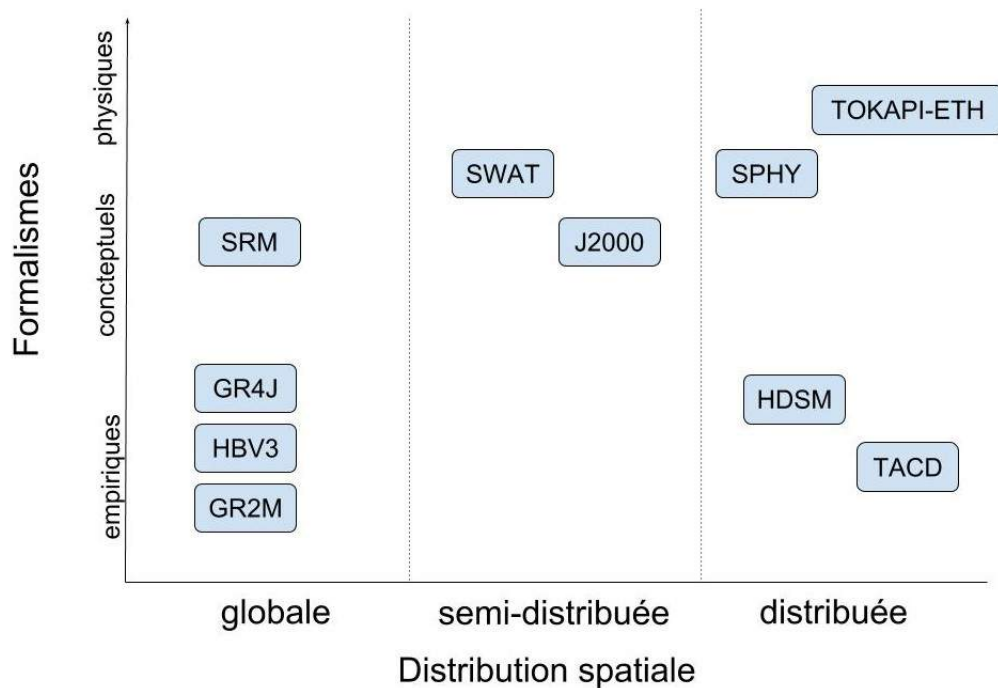 Formalismes
physiques
concteptuels
empiriques
TOKAPI-ETH
SWAT
SPHY
SRM
J2000
GR4J
HDSM
HBV3
TACD
GR2M
globale
semi-distribuée
distribuée
Distribution spatiale